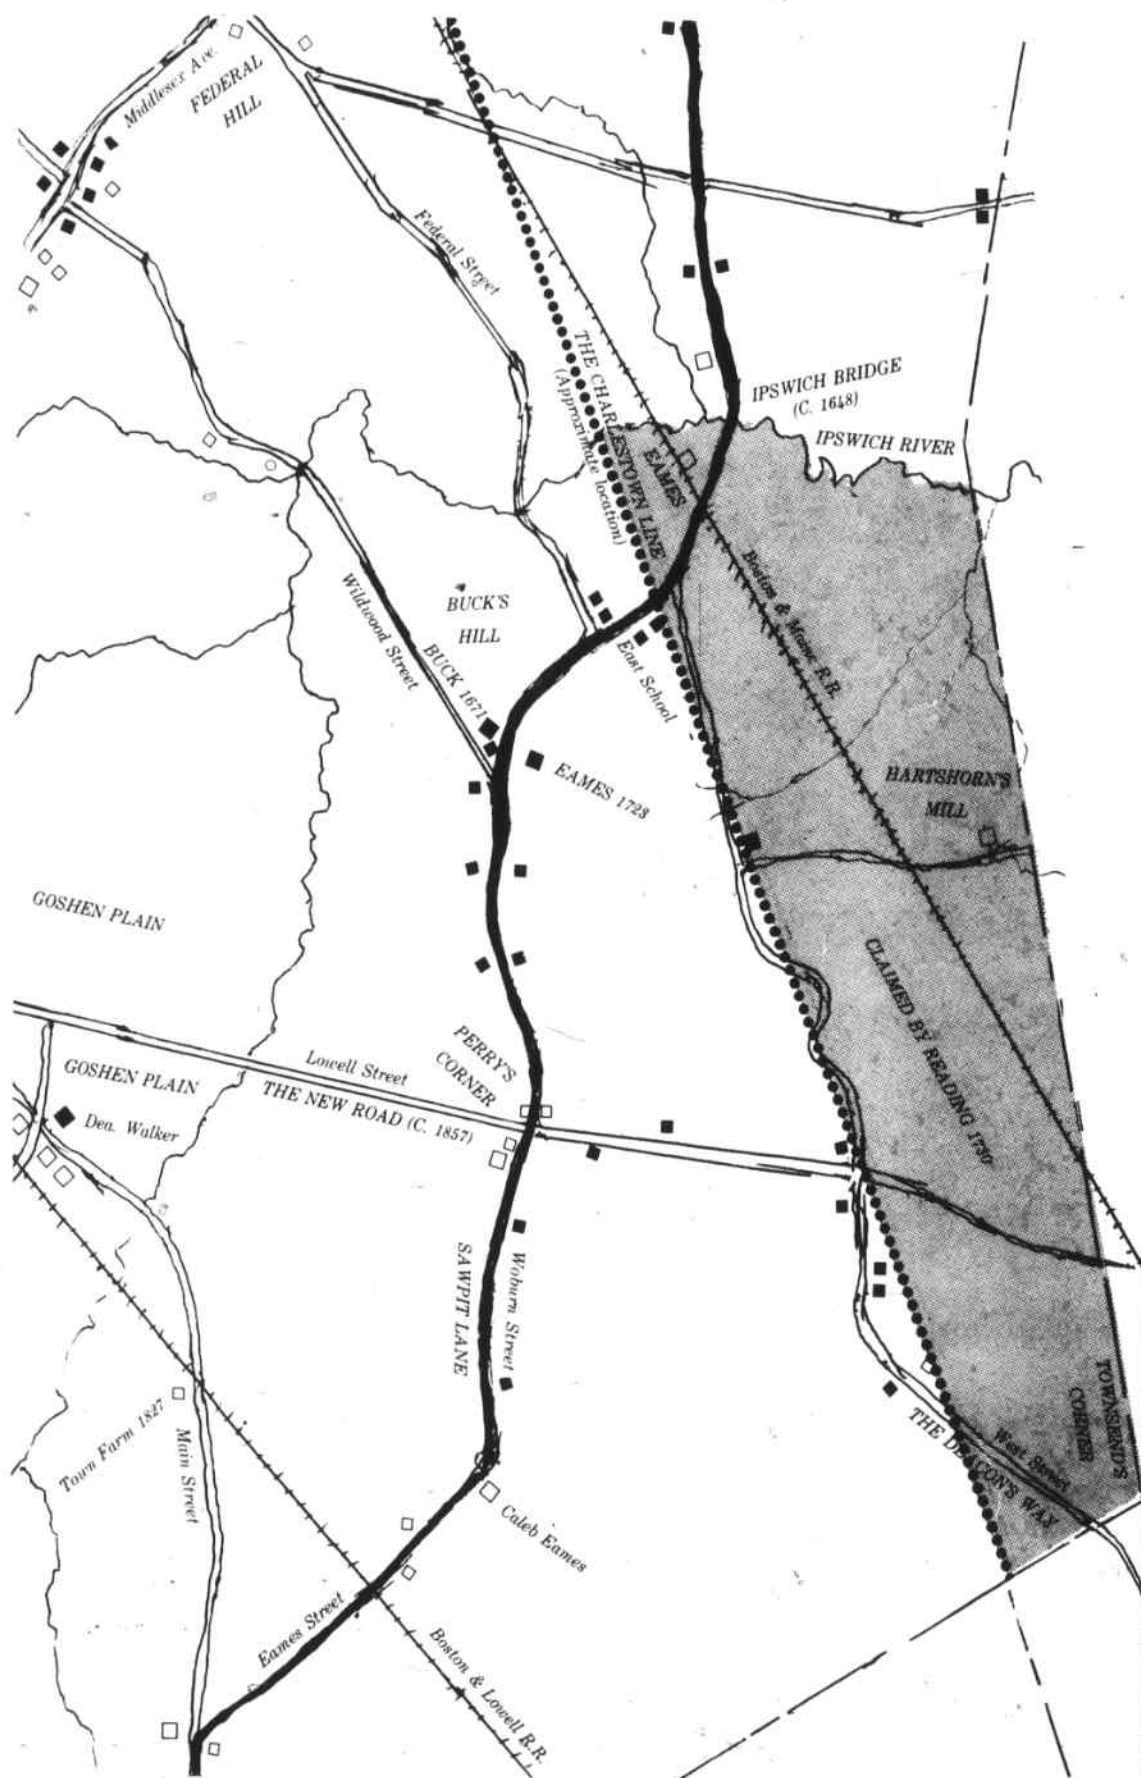 Middlesex Ave.
FEDERAL
HILL
Federal Street
THE CHARLESTOWN LINE
(Approximate location)
EAMES
IPSWICH BRIDGE
(C. 1648)
IPSWICH RIVER
Boston & Maine R.R.
BUCK'S
HILL
Wildwood Street
BUCK 1671
East School
EAMES 1723
HARTSHORN'S
MILL
GOSHEN PLAIN
CLAIMED BY READING 1730
PERRY'S
CORNER
Lowell Street
THE NEW ROAD (C. 1857)
GOSHEN PLAIN
Dea. Walker
SAWPIT LANE
Woburn Street
Town Farm 1827
Main Street
TOWNSEND'S
CORNER
THE DEACON'S WAY
West Street
Caleb Eames
Eames Street
Boston & Lowell R.R.